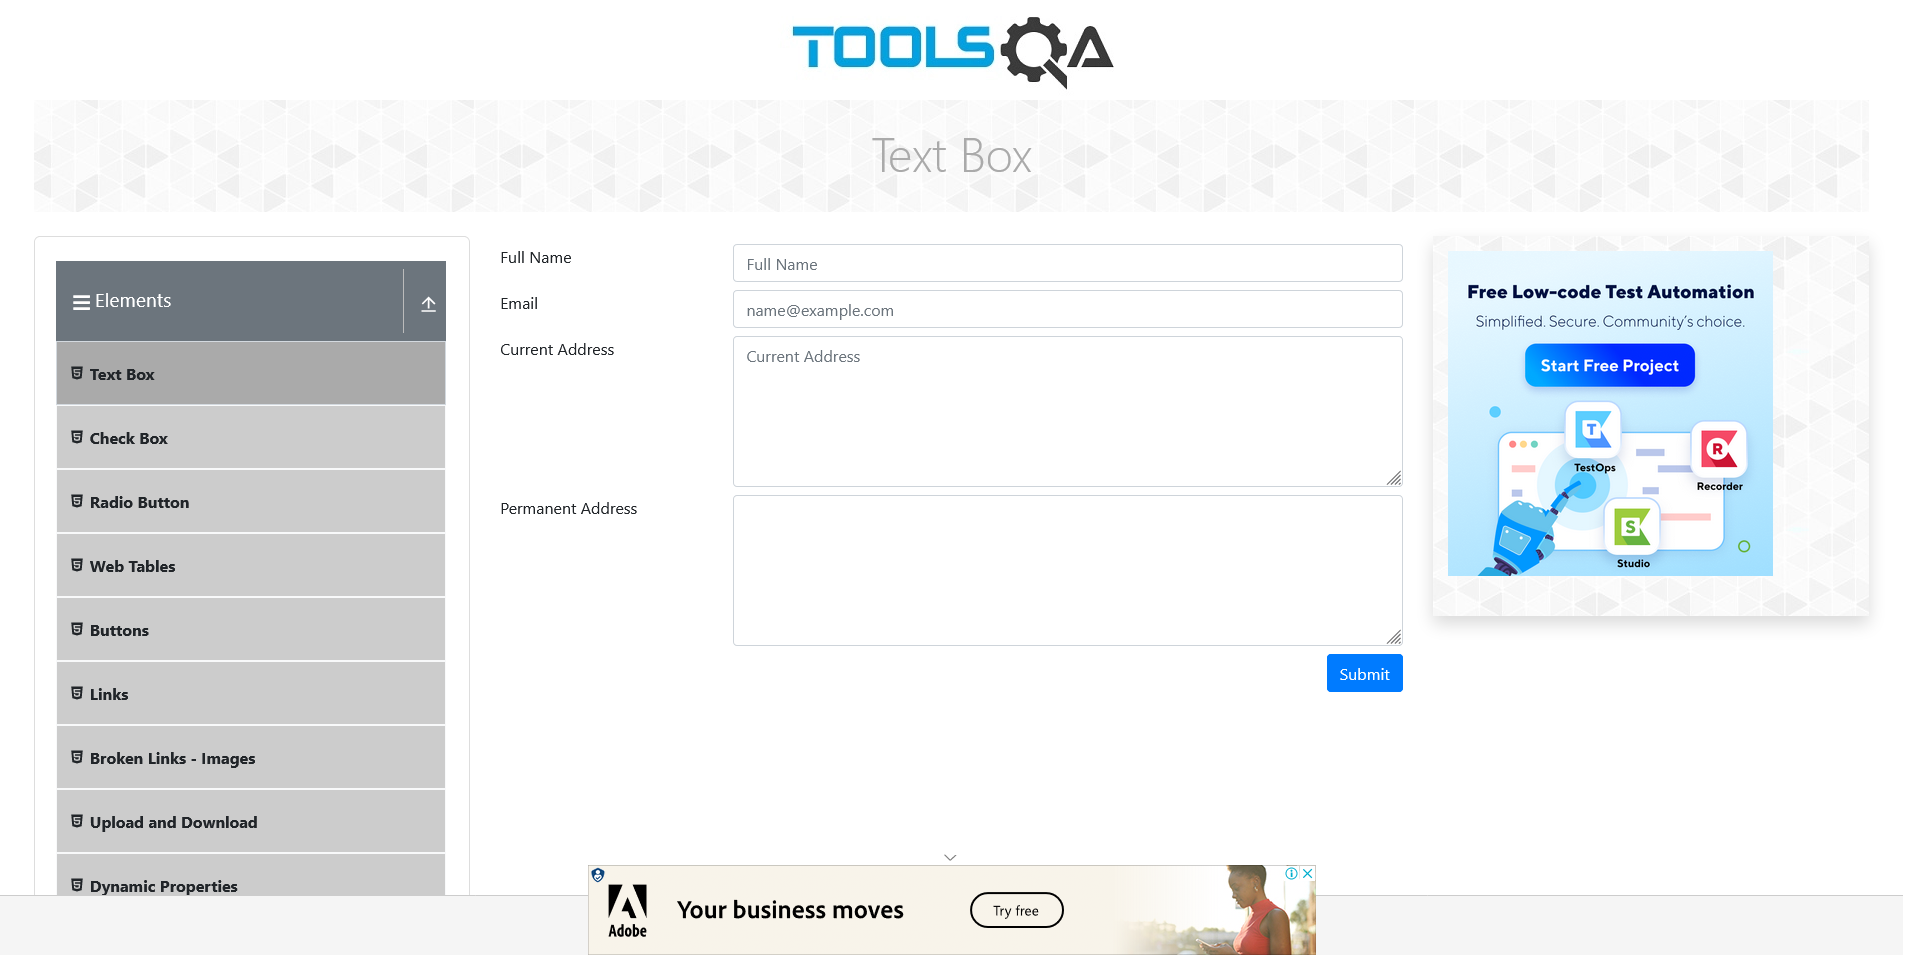 TOOLSQA
Text Box
Elements
Text Box
Check Box
Radio Button
Web Tables
Buttons
Links
Broken Links - Images
Upload and Download
Dynamic Properties
Full Name
Full Name
Email
name@example.com
Current Address
Current Address
Permanent Address
Submit
Free Low-code Test Automation
Simplified. Secure. Community's choice.
Start Free Project
T
TestOps
R
Recorder
S
Studio
Adobe
Your business moves
Try free